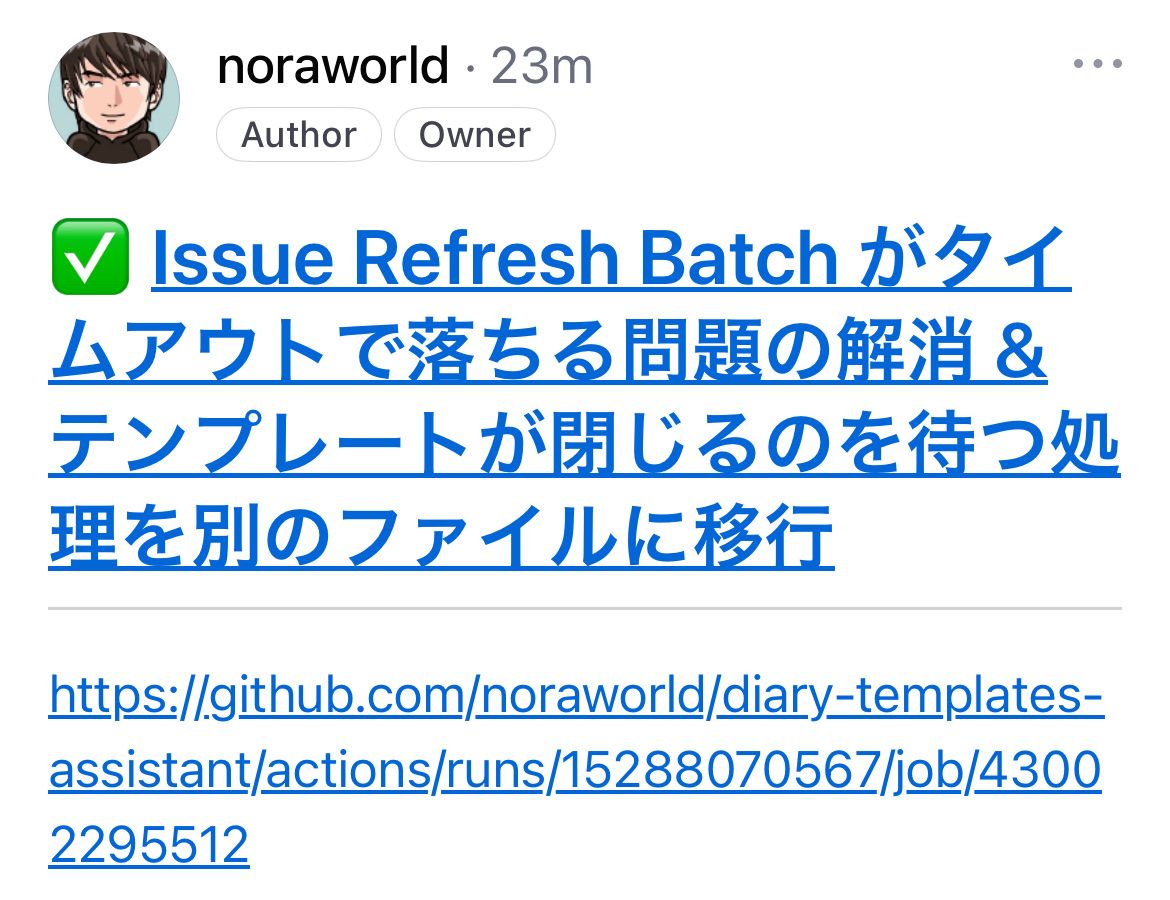 noraworld · 23m
Author Owner
✅ Issue Refresh Batch がタイ
ムアウトで落ちる問題の解消 &
テンプレートが閉じるのを待つ処
理を別のファイルに移行
https://github.com/noraworld/diary-templates-
assistant/actions/runs/15288070567/job/4300
2295512